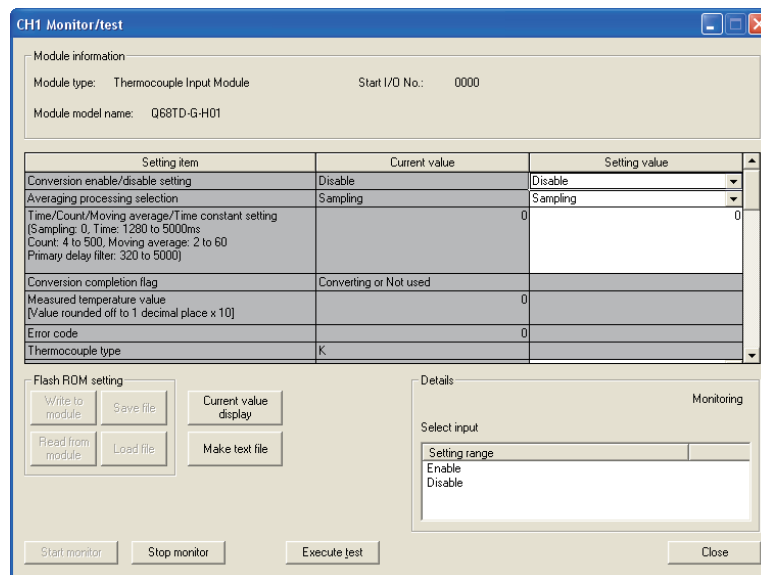 CH1 Monitor/test
Module information
Module type: Thermocouple Input Module Start I/O No.: 0000
Module model name: Q68TD-G-H01
Setting item Current value Setting value
Conversion enable/disable setting Disable Disable
Averaging processing selection Sampling Sampling
Time/Count/Moving average/Time constant setting 0 0
(Sampling: 0, Time: 1280 to 5000ms
Count: 4 to 500, Moving average: 2 to 60
Primary delay filter: 320 to 5000)
Conversion completion flag Converting or Not used
Measured temperature value 0
[Value rounded off to 1 decimal place x 10]
Error code 0
Thermocouple type K
Flash ROM setting
Write to module
Save file
Current value display
Read from module
Load file
Make text file
Details
Monitoring
Select input
Setting range
Enable
Disable
Start monitor Stop monitor Execute test Close